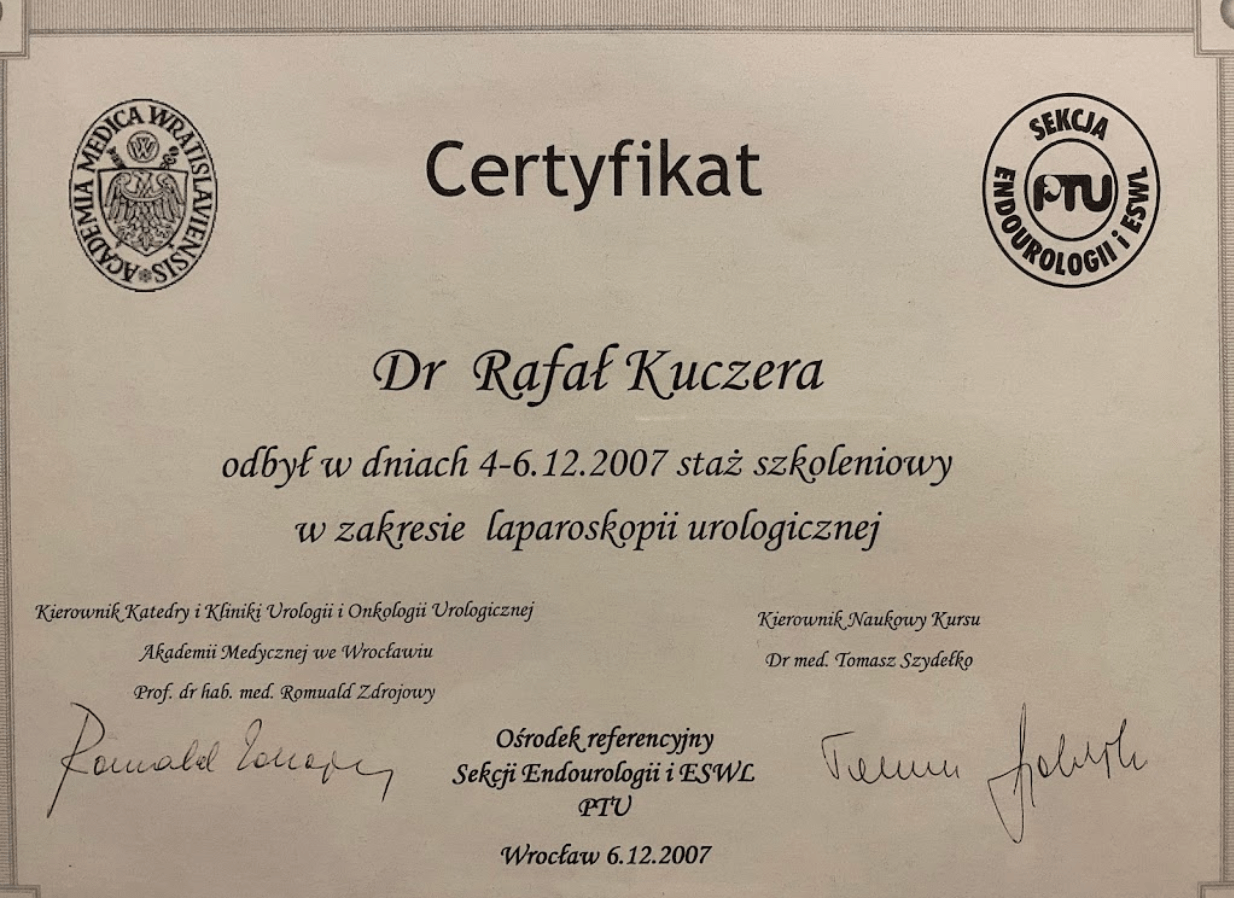 ACADEMIA MEDICA WRATISLAVIENSIS
W
Certyfikat
SEKCJA
ENDOUROLOGII i ESWL
PTU
Dr Rafał Kuczera
odbył w dniach 4-6.12.2007 staż szkoleniowy
w zakresie laparoskopii urologicznej
Kierownik Katedry i Kliniki Urologii i Onkologii Urologicznej
Akademii Medycznej we Wrocławiu
Prof. dr hab. med. Romuald Zdrojowy
Kierownik Naukowy Kursu
Dr med. Tomasz Szydełko
Ośrodek referencyjny
Sekcji Endourologii i ESWL
PTU
Wrocław 6.12.2007